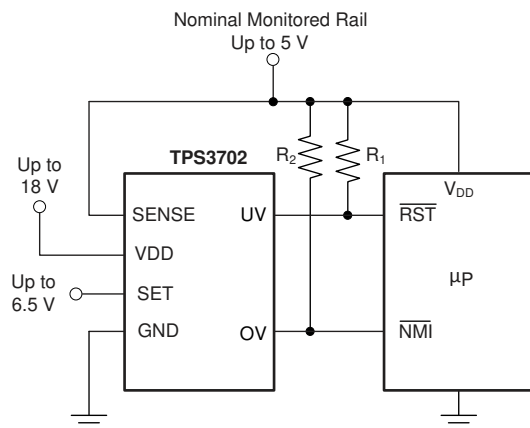 Nominal Monitored Rail
Up to 5 V
TPS3702
R2
R1
Up to
18 V
VDD
SENSE
UV
RST
VDD
Up to
6.5 V
SET
µP
GND
OV
NMI